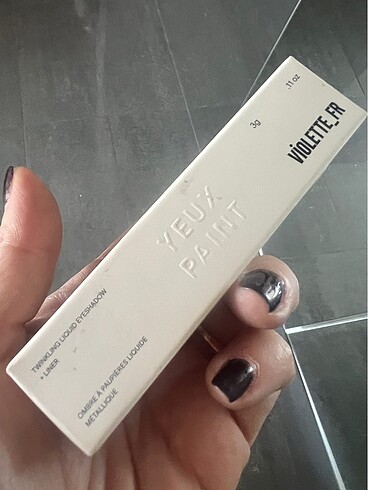 3g
.11 oz
VIOLETTE_FR
YEUX
PAINT
TWINKLING LIQUID EYESHADOW
+ LINER
OMBRE À PAUPIÈRES LIQUIDE
MÉTALLIQUE